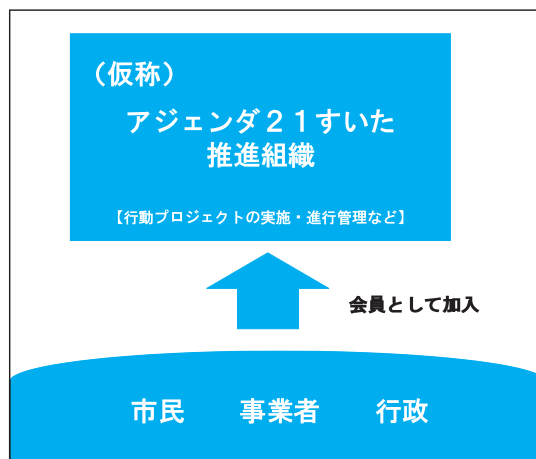 （仮称）
アジェンダ２１すいた
推進組織
【行動プロジェクトの実施・進行管理など】
会員として加入
市民　事業者　行政